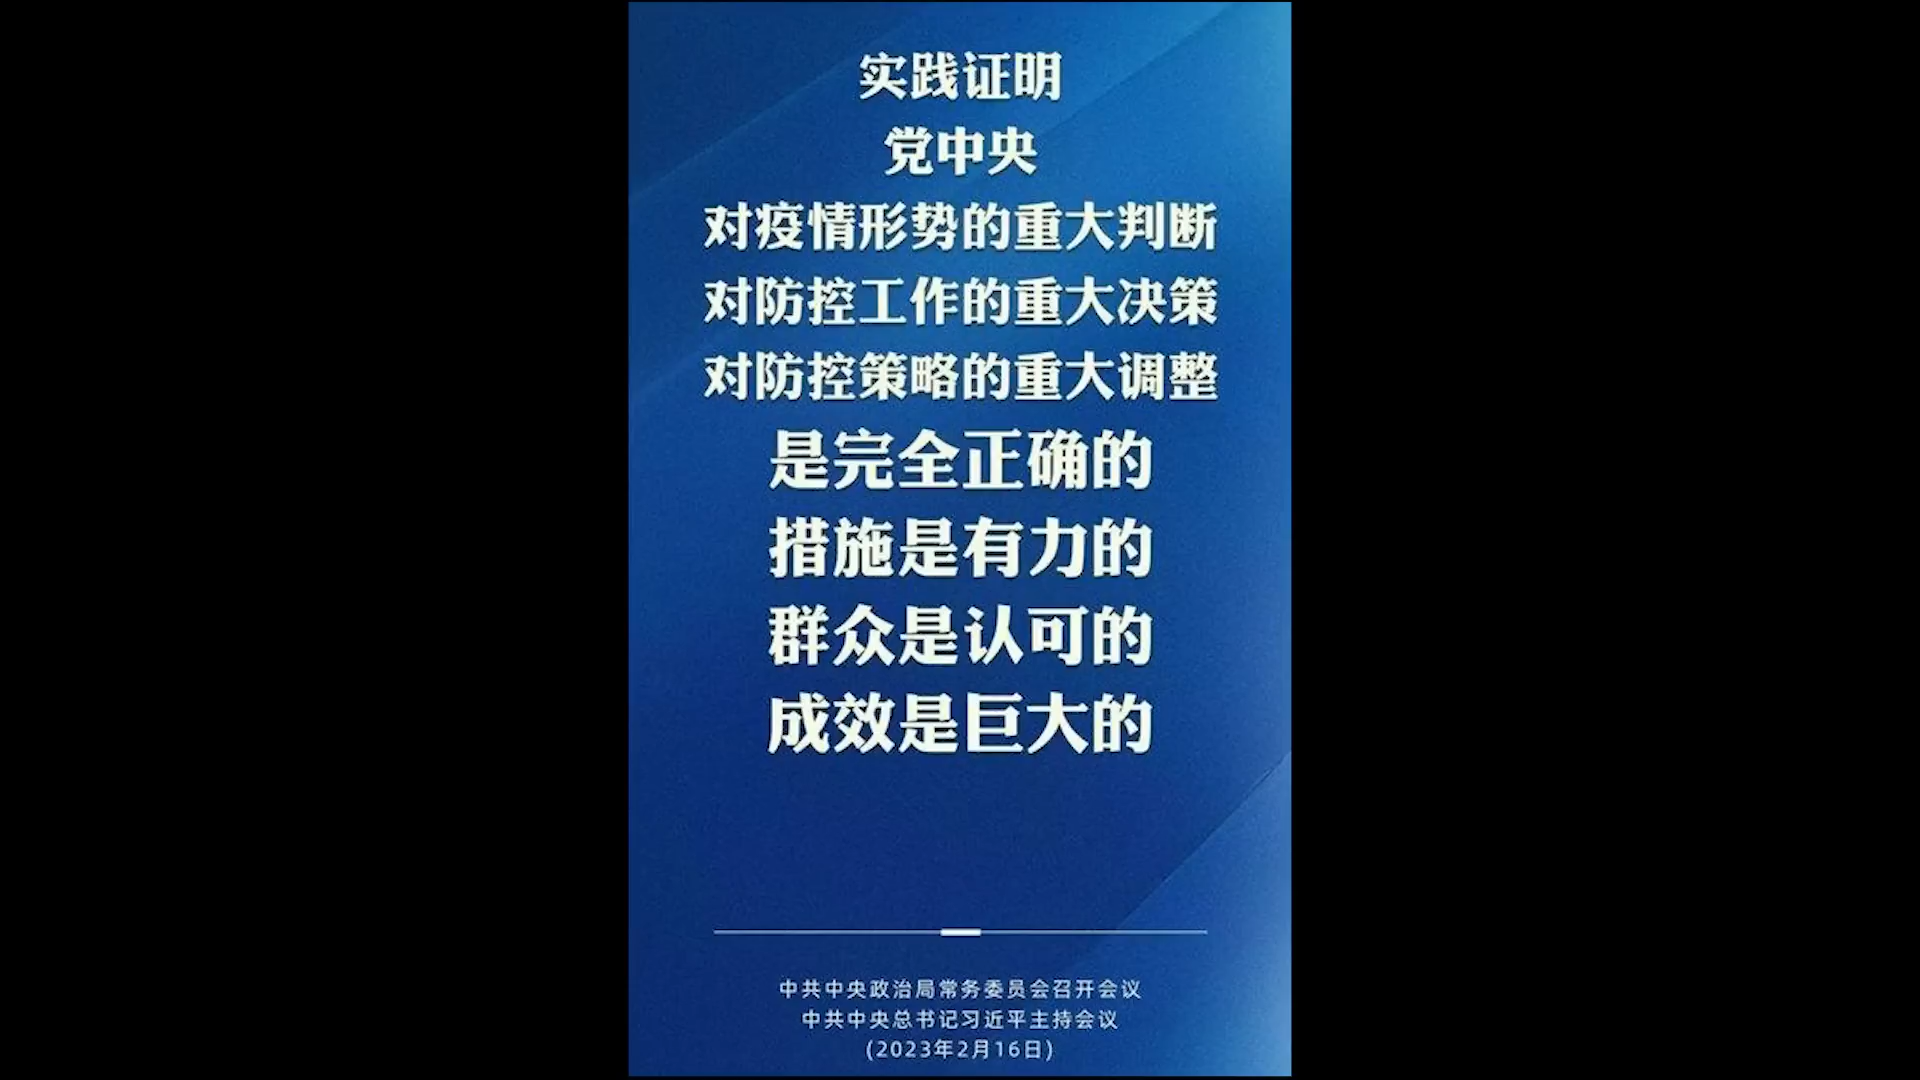 实践证明
党中央
对疫情形势的重大判断
对防控工作的重大决策
对防控策略的重大调整
是完全正确的
措施是有力的
群众是认可的
成效是巨大的
中共中央政治局常务委员会召开会议
中共中央总书记习近平主持会议
(2023年2月16日)